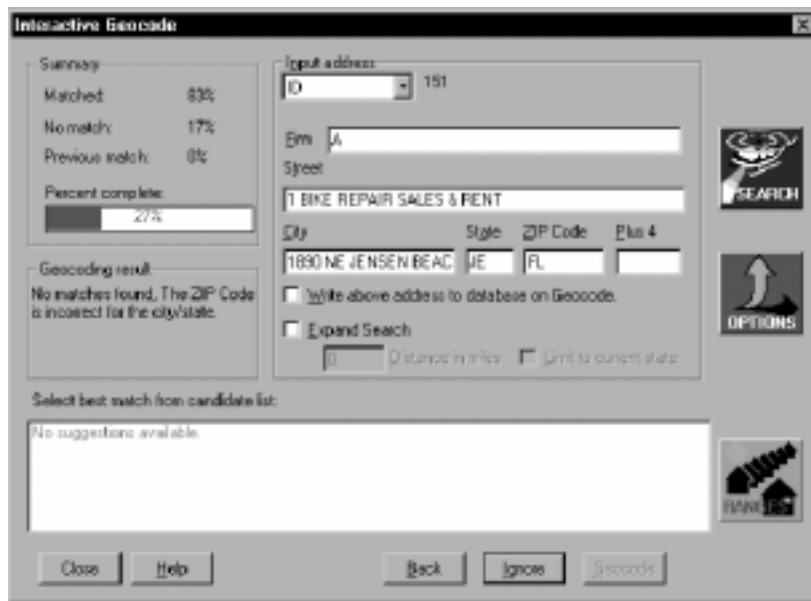 Interactive Geocode
Summary
Matched: 83%
No match: 17%
Previous match: 0%
Percent complete:
27%
Geocoding result
No matches found, The ZIP Code
is incorrect for the city/state.
Input address
ID 151
Firm A
Street
1 BIKE REPAIR SALES & RENT
City State ZIP Code Plus 4
1890 NE JENSEN BEAC JE FL
Write above address to database on Geocode.
Expand Search
0 Distance in miles Limit to current state
SEARCH
OPTIONS
RANGES
Select best match from candidate list:
No suggestions available.
Close Help Back Ignore Geocode